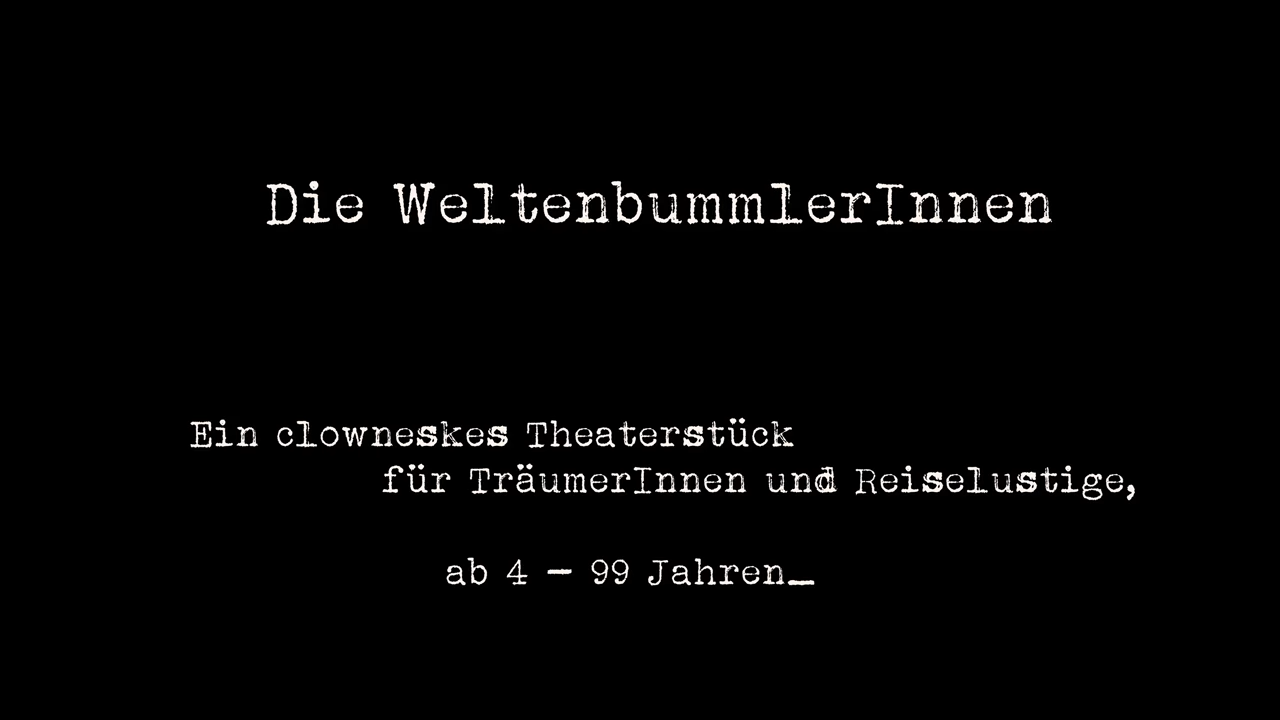 Die WeltenbummlerInnen
Ein clowneskes Theaterstück
für TräumerInnen und Reiselustige,
ab 4 - 99 Jahren_